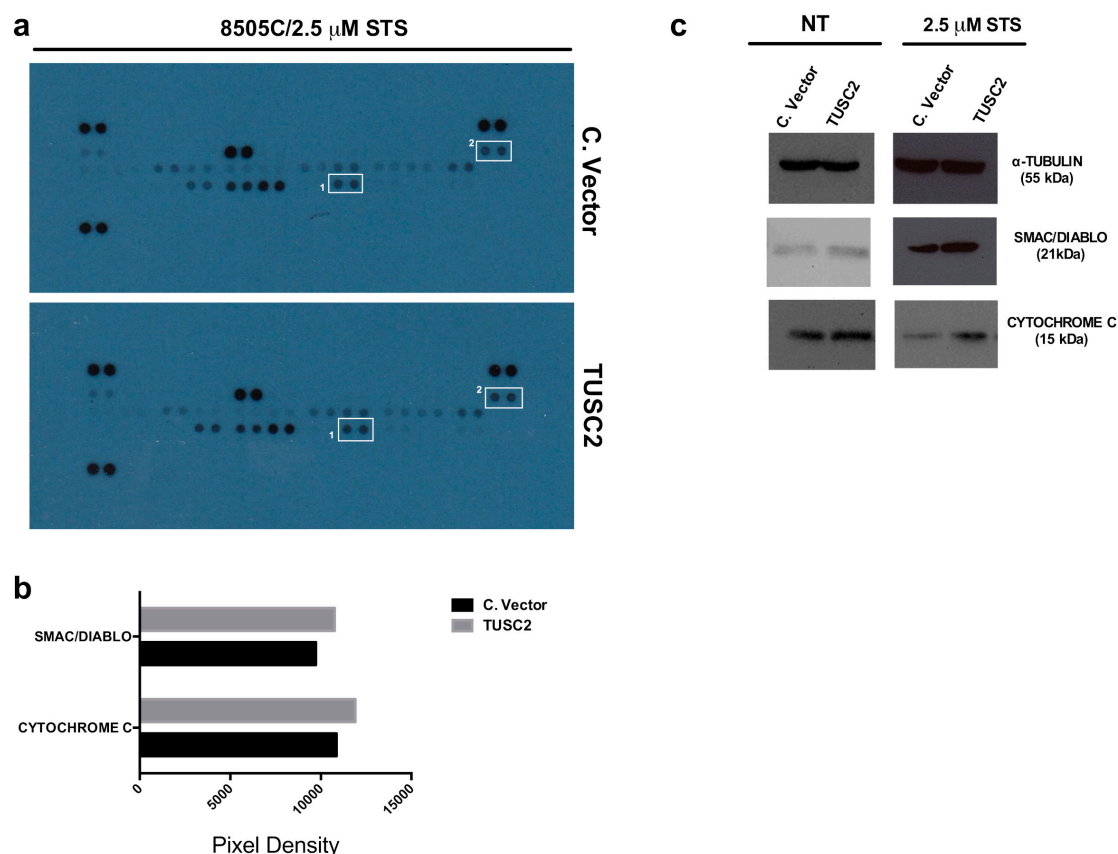 a
8505C/2.5 μM STS
C. Vector
2
1
TUSC2
2
1
b
SMAC/DIABLO
CYTOCHROME C
0
5000
10000
15000
Pixel Density
C. Vector
TUSC2
c
NT
2.5 μM STS
C. Vector
TUSC2
C. Vector
TUSC2
α-TUBULIN
(55 kDa)
SMAC/DIABLO
(21kDa)
CYTOCHROME C
(15 kDa)